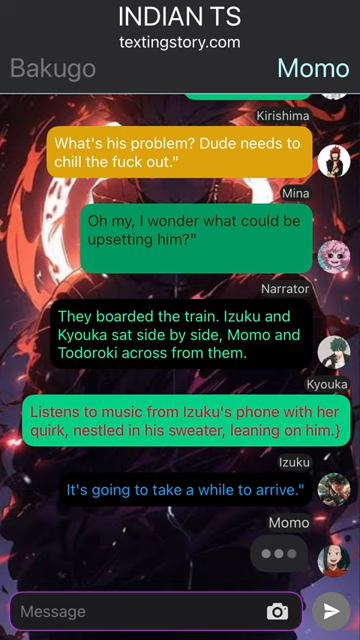 INDIAN TS
textingstory.com
Bakugo
Momo
Kirishima
What's his problem? Dude needs to
chill the fuck out."
Mina
Oh my, I wonder what could be
upsetting him?"
Narrator
They boarded the train. Izuku and
Kyouka sat side by side, Momo and
Todoroki across from them.
Kyouka
Listens to music from Izuku's phone with her
quirk, nestled in his sweater, leaning on him.}
Izuku
It's going to take a while to arrive."
Momo
Message